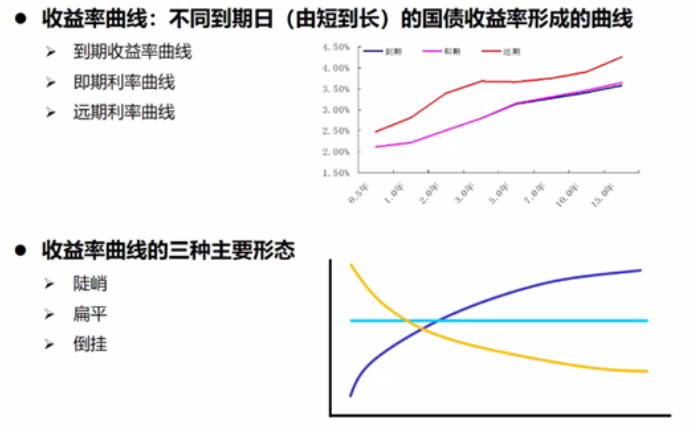 ● 收益率曲线：不同到期日（由短到长）的国债收益率形成的曲线
➢ 到期收益率曲线
➢ 即期利率曲线
➢ 远期利率曲线
到期 即期 远期
4.50%
4.00%
3.50%
3.00%
2.50%
2.00%
1.50%
0.5年 1.0年 2.0年 3.0年 5.0年 7.0年 10.0年 15.0年
● 收益率曲线的三种主要形态
➢ 陡峭
➢ 扁平
➢ 倒挂